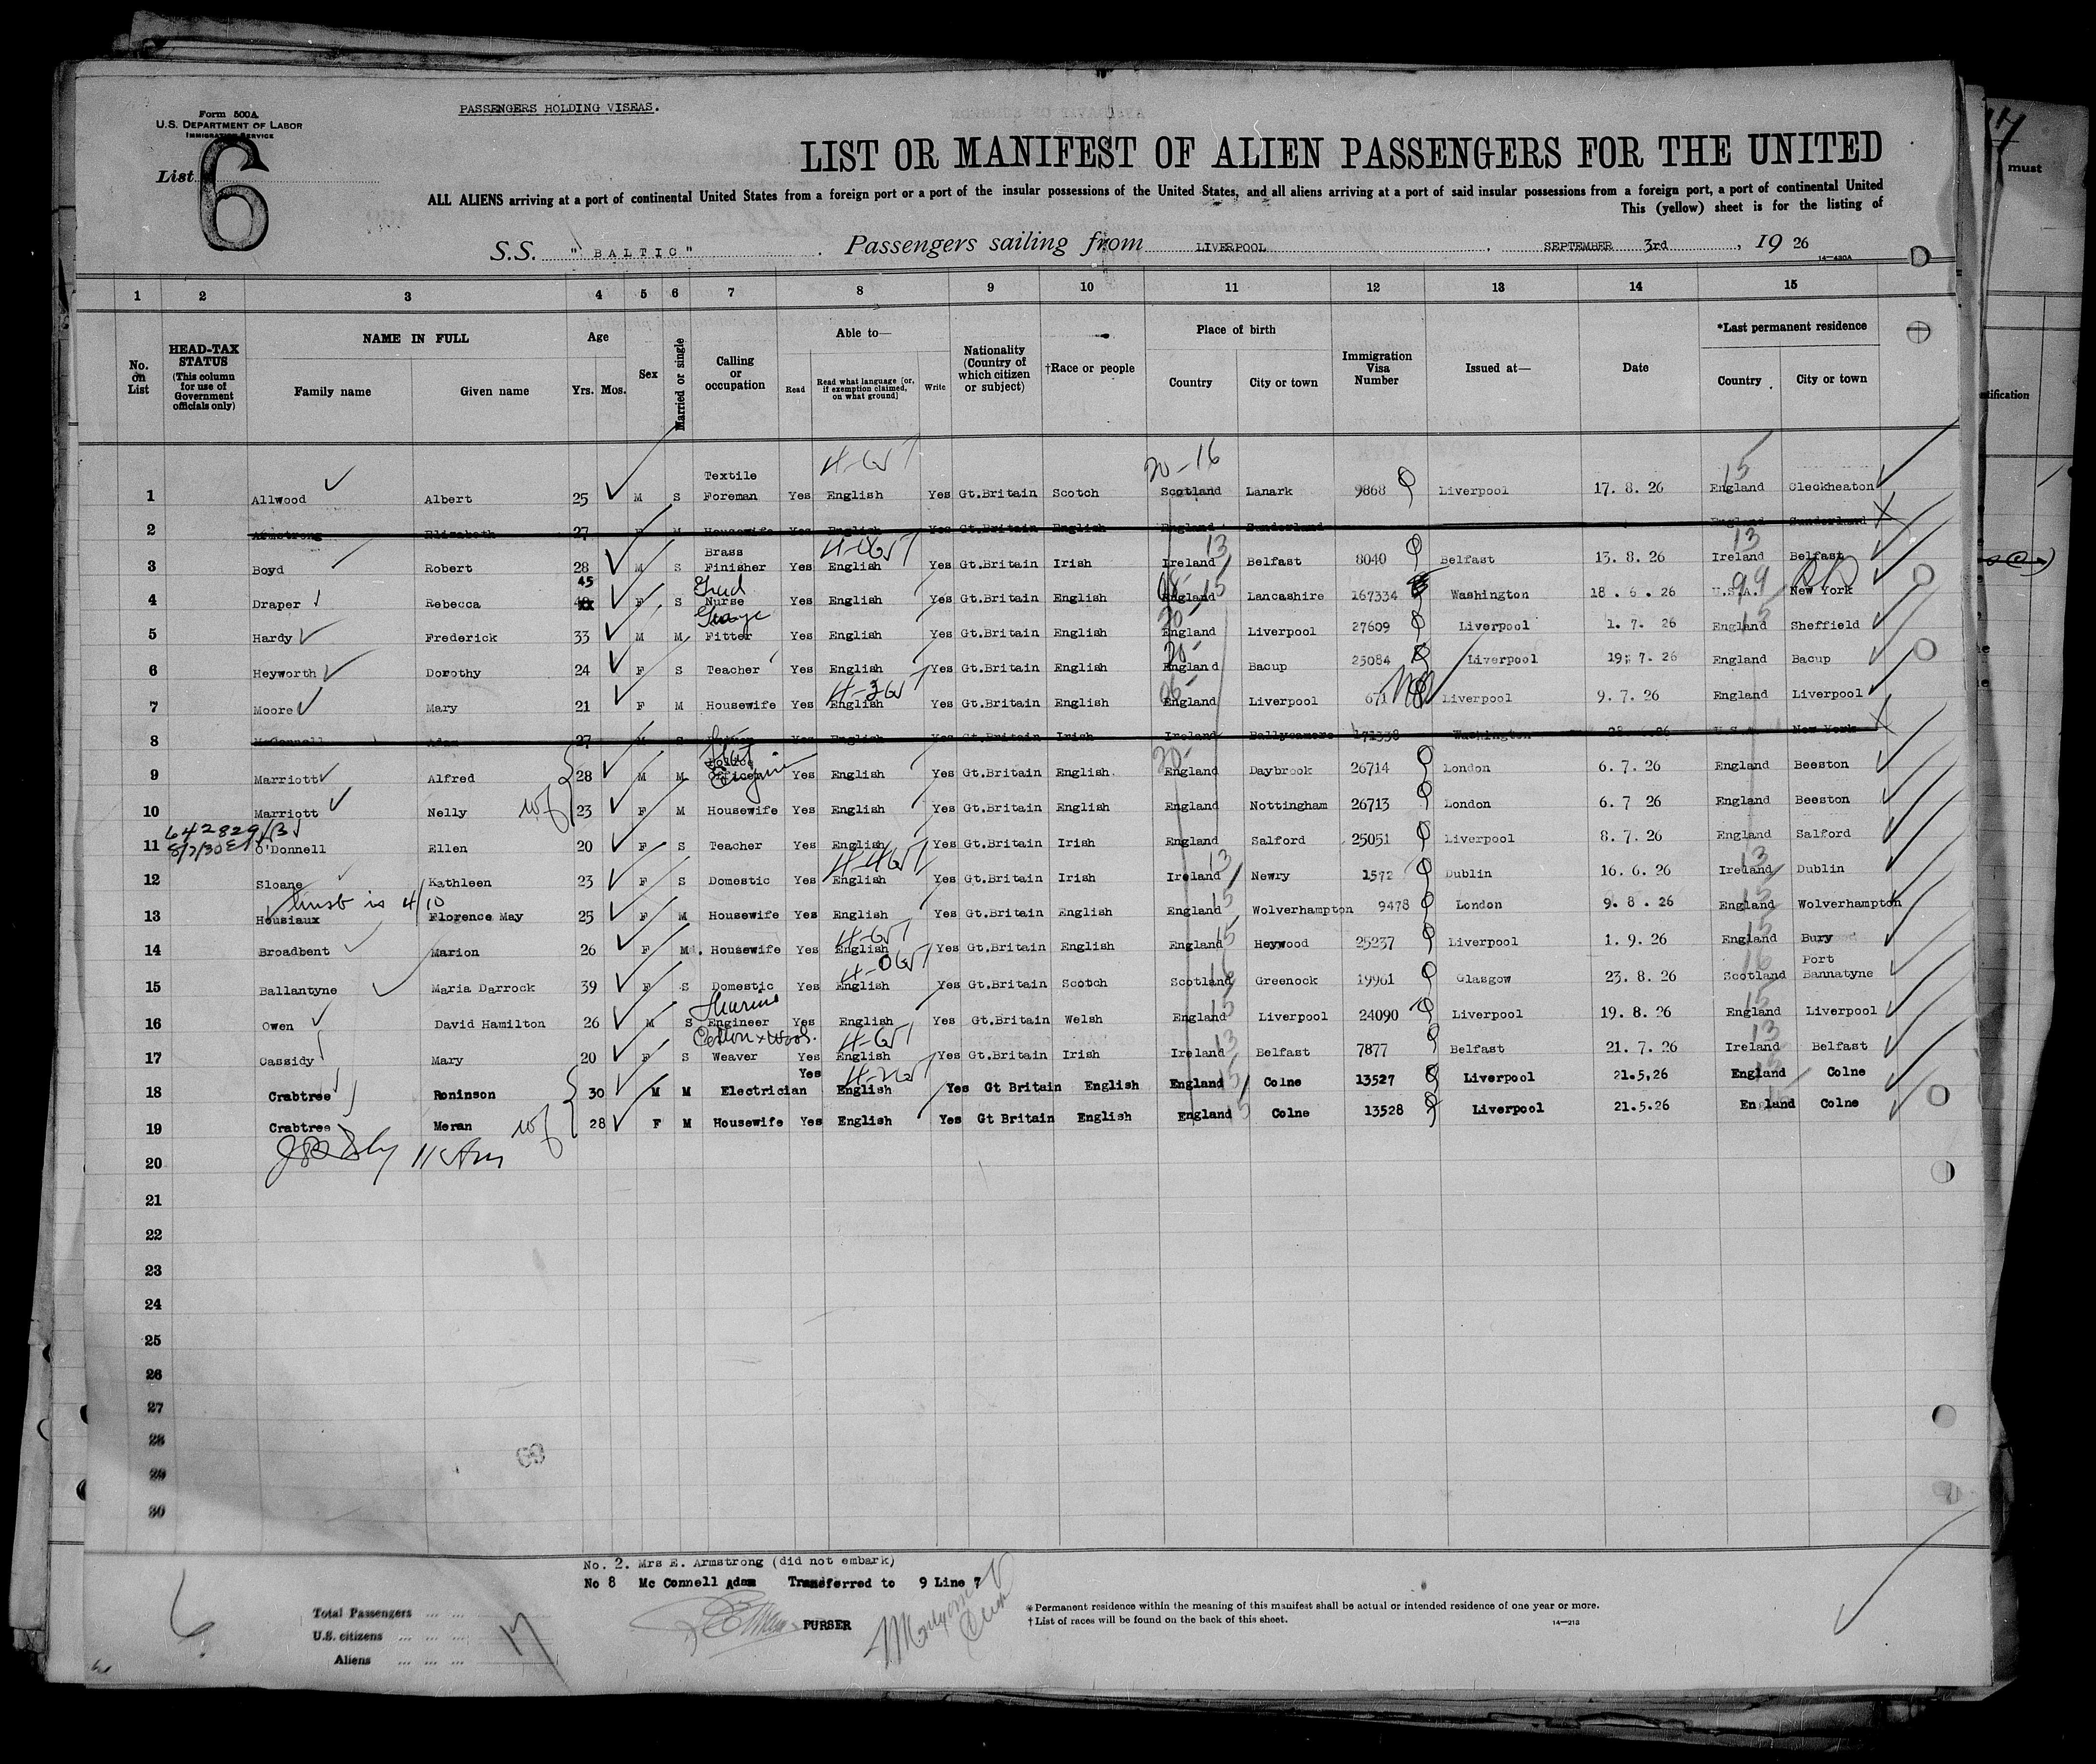 PASSENGERS HOLDING VISEAS.
Form 500A
U.S. DEPARTMENT OF LABOR
IMMIGRATION SERVICE
List 6
LIST OR MANIFEST OF ALIEN PASSENGERS FOR THE UNITED
ALL ALIENS arriving at a port of continental United States from a foreign port or a port of the insular possessions of the United States, and all aliens arriving at a port of said insular possessions from a foreign port, a port of continental United
This (yellow) sheet is for the listing of
S.S. "BALTIC". Passengers sailing from LIVERPOOL, SEPTEMBER 3rd, 19 26
14—430A
1 2 3 4 5 6 7 8 9 10 11 12 13 14 15
No. on List
HEAD-TAX STATUS (This column for use of Government officials only)
NAME IN FULL
Family name Given name
Age
Yrs. Mos.
Sex
Married or single
Calling or occupation
Able to—
Read
Read what language (or, if exemption claimed, on what ground)
Write
Nationality (Country of which citizen or subject)
†Race or people
Place of birth
Country City or town
Immigration Visa Number
Issued at—
Date
*Last permanent residence
Country City or town
must
tification
20-16 15
1 Allwood Albert 25 M S Textile Foreman Yes English Yes Gt.Britain Scotch Scotland Lanark 9868 Liverpool 17. 8. 26 England Cleckheaton
2 Armstrong Elizabeth 27 F M Housewife Yes English Yes Gt.Britain English England Sunderland England Sunderland
3 Boyd Robert 28 M S Brass Finisher Yes English Yes Gt.Britain Irish Ireland Belfast 8040 Belfast 13. 8. 26 Ireland Belfast
4 Draper Rebecca 45 F S Nurse Yes English Yes Gt.Britain English England Lancashire 167334 Washington 18 . 6 . 26 U.S.A. New York
5 Hardy Frederick 33 M M Fitter Yes English Yes Gt.Britain English England Liverpool 27609 Liverpool 1. 7. 26 England Sheffield
6 Heyworth Dorothy 24 F S Teacher Yes English Yes Gt.Britain English England Bacup 25084 Liverpool 19. 7. 26 England Bacup
7 Moore Mary 21 F M Housewife Yes English Yes Gt.Britain English England Liverpool 671 Liverpool 9. 7. 26 England Liverpool
8 McConnell Adam 27 M S Yes English Yes Gt.Britain Irish Ireland 171338 Washington U.S.A. New York
9 Marriott Alfred 28 M M Police Officer Yes English Yes Gt.Britain English England Daybrook 26714 London 6. 7. 26 England Beeston
10 Marriott Nelly wf 23 F M Housewife Yes English Yes Gt.Britain English England Nottingham 26713 London 6. 7 26 England Beeston
11 O'Donnell Ellen 20 F S Teacher Yes English Yes Gt.Britain Irish England Salford 25051 Liverpool 8. 7. 26 England Salford
12 Sloane Kathleen 23 F S Domestic Yes English Yes Gt.Britain Irish Ireland Newry 1572 Dublin 16. 6. 26 Ireland Dublin
13 Housiaux Florence May 25 F M Housewife Yes English Yes Gt.Britain English England Wolverhampton 9478 London 9. 8 . 26 England Wolverhampton
14 Broadbent Marion 26 F M. Housewife Yes English Yes Gt.Britain English England Heywood 25237 Liverpool 1. 9. 26 England Bury
15 Ballantyne Maria Darrock 39 F S Domestic Yes English Yes Gt.Britain Scotch Scotland Greenock 19961 Glasgow 23. 8. 26 Scotland Port Bannatyne
16 Owen David Hamilton 26 M S Engineer Yes English Yes Gt.Britain Welsh England Liverpool 24090 Liverpool 19. 8. 26 England Liverpool
17 Cassidy Mary 20 F S Cotton & Wool. Weaver Yes English Yes Gt.Britain Irish Ireland Belfast 7877 Belfast 21. 7. 26 Ireland Belfast
18 Crabtree Roninson 30 M M Electrician Yes English Yes Gt Britain English England Colne 13527 Liverpool 21.5,26 England Colne
19 Crabtree Meran wf 28 F M Housewife Yes English Yes Gt Britain English England Colne 13528 Liverpool 21.5.26 En land Colne
20
21
22
23
24
25
26
27
28
29
30
No. 2. Mrs E. Armstrong (did not embark)
No 8 Mc Connell Adam Transferred to 9 Line 7
Total Passengers
U.S. citizens
Aliens
17
PURSER
*Permanent residence within the meaning of this manifest shall be actual or intended residence of one year or more.
†List of races will be found on the back of this sheet.
14—213